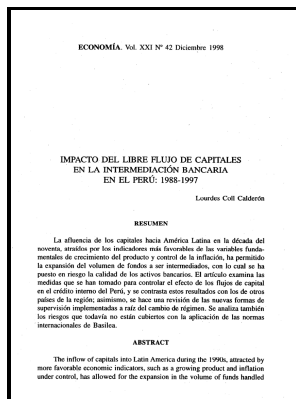 ECONOMÍA. Vol. XXI Nº 42 Diciembre 1998
IMPACTO DEL LIBRE FLUJO DE CAPITALES
EN LA INTERMEDIACIÓN BANCARIA
EN EL PERÚ: 1988-1997
Lourdes Coll Calderón
RESUMEN
La afluencia de los capitales hacia América Latina en la década del
noventa, atraídos por los indicadores más favorables de las variables funda-
mentales de crecimiento del producto y control de la inflación, ha permitido
la expansión del volumen de fondos a ser intermediados, con lo cual se ha
puesto en riesgo la calidad de los activos bancarios. El artículo examina las
medidas que se han tomado para controlar el efecto de los flujos de capital
en el crédito interno del Perú, y se contrasta estos resultados con los de otros
países de la región; asimismo, se hace una revisión de las nuevas formas de
supervisión implementadas a raíz del cambio de régimen. Se analiza también
los riesgos que todavía no están cubiertos con la aplicación de las normas
internacionales de Basilea.
ABSTRACT
The inflow of capitals into Latin America during the 1990s, attracted by
more favorable economic indicators, such as a growing product and inflation
under control, has allowed for the expansion in the volume of funds handled